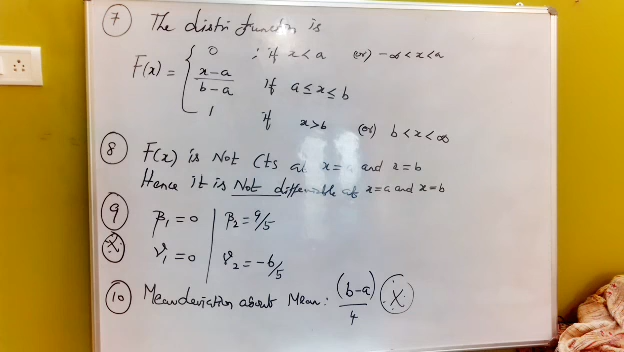 ⑦ The distri function is
F(x) = { 0 ; if x < a (or) -∞ < x < a
x-a / b-a if a ≤ x ≤ b
1 if x > b (or) b < x < ∞
⑧ F(x) is Not Cts at x = a and x = b
Hence it is Not differentiable at x = a and x = b
⑨ β₁ = 0 | β₂ = 9/5
γ₁ = 0 | γ₂ = -6/5
⑩ Mean deviation about Mean : (b-a) / 4